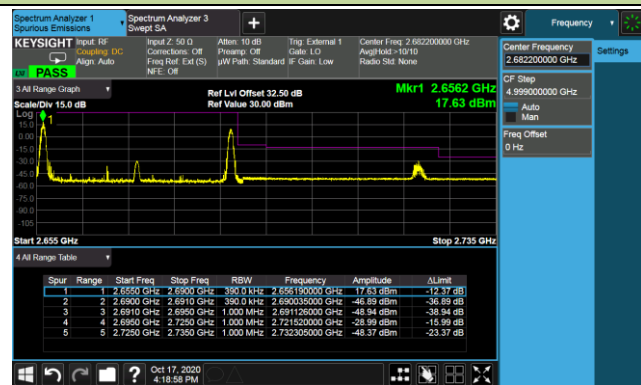 Spectrum Analyzer 1
Spurious Emissions
Spectrum Analyzer 3
Swept SA
Frequency
KEYSIGHT
Input: RF
Coupling: DC
Align: Auto
Input Z: 50 Ω
Corrections: Off
Freq Ref: Ext (S)
NFE: Off
Atten: 10 dB
Preamp: Off
µW Path: Standard
Trig: External 1
Gate: LO
IF Gain: Low
Center Freq: 2.682200000 GHz
Avg|Hold:>10/10
Radio Std: None
PASS
Center Frequency
2.682200000 GHz
Settings
CF Step
4.999000000 GHz
Auto
Man
Freq Offset
0 Hz
3 All Range Graph
Scale/Div 15.0 dB
Ref Lvl Offset 32.50 dB
Ref Value 30.00 dBm
Mkr1 2.6562 GHz
17.63 dBm
Log
1
15.0
0.00
-15.0
-30.0
-45.0
-60.0
-75.0
-90.0
-105
Start 2.655 GHz
Stop 2.735 GHz
4 All Range Table
Spur Range Start Freq Stop Freq RBW Frequency Amplitude ΔLimit
1 1 2.6550 GHz 2.6900 GHz 390.0 kHz 2.656190000 GHz 17.63 dBm -12.37 dB
2 2 2.6900 GHz 2.6910 GHz 390.0 kHz 2.690035000 GHz -46.89 dBm -36.89 dB
3 3 2.6910 GHz 2.6950 GHz 1.000 MHz 2.691126000 GHz -48.94 dBm -38.94 dB
4 4 2.6950 GHz 2.7250 GHz 1.000 MHz 2.721520000 GHz -28.99 dBm -15.99 dB
5 5 2.7250 GHz 2.7350 GHz 1.000 MHz 2.732305000 GHz -48.37 dBm -23.37 dB
Oct 17, 2020
4:18:58 PM